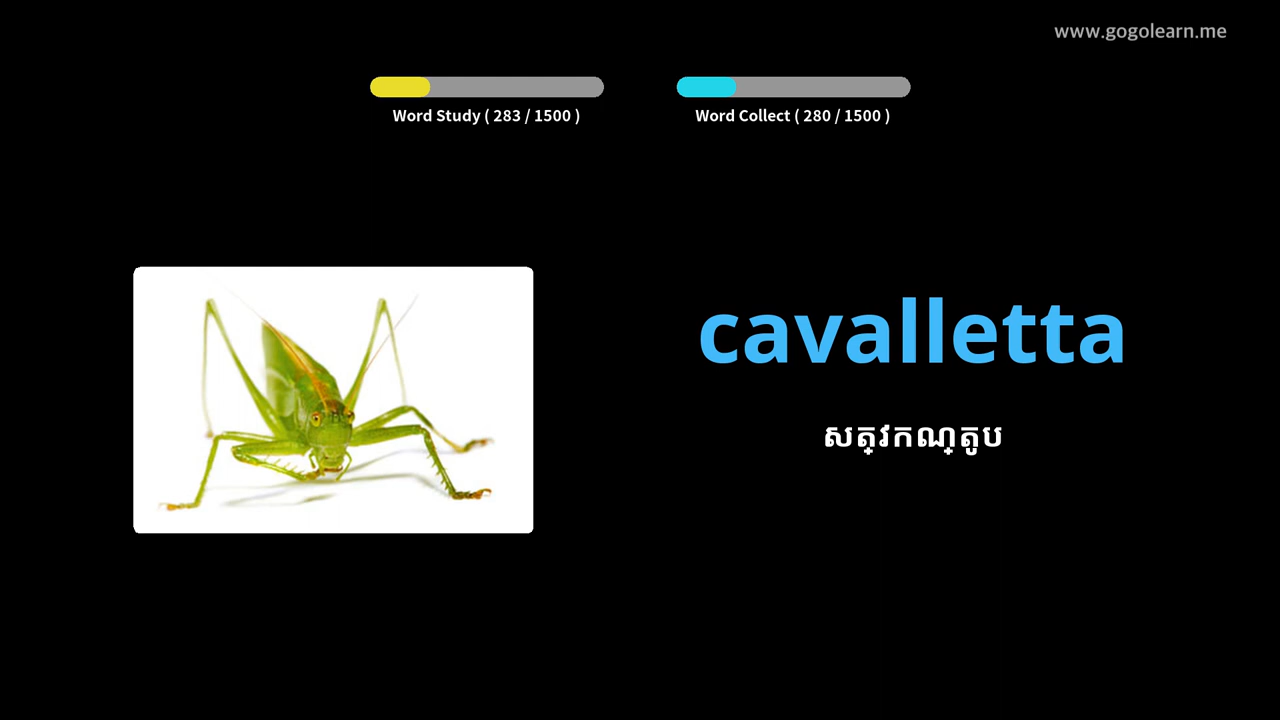 www.gogolearn.me
Word Study ( 283 / 1500 )
Word Collect ( 280 / 1500 )
cavalletta
សត្វកណ្តូប